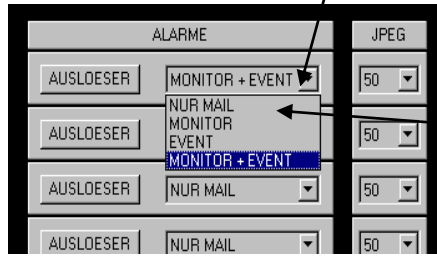 ALARME JPEG
AUSLOESER MONITOR + EVENT 50
NUR MAIL
MONITOR
AUSLOESER 50
EVENT
MONITOR + EVENT
AUSLOESER NUR MAIL 50
AUSLOESER NUR MAIL 50